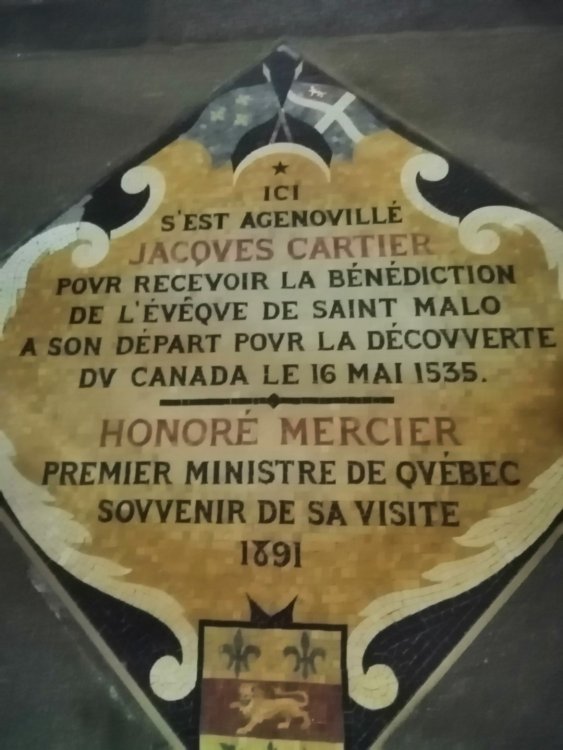 ICI
S'EST AGENOVILLÉ
JACQVES CARTIER
POVR RECEVOIR LA BÉNÉDICTION
DE L'ÉVÊQVE DE SAINT MALO
A SON DÉPART POVR LA DÉCOVVERTE
DV CANADA LE 16 MAI 1535.
HONORÉ MERCIER
PREMIER MINISTRE DE QVÉBEC
SOVVENIR DE SA VISITE
1891